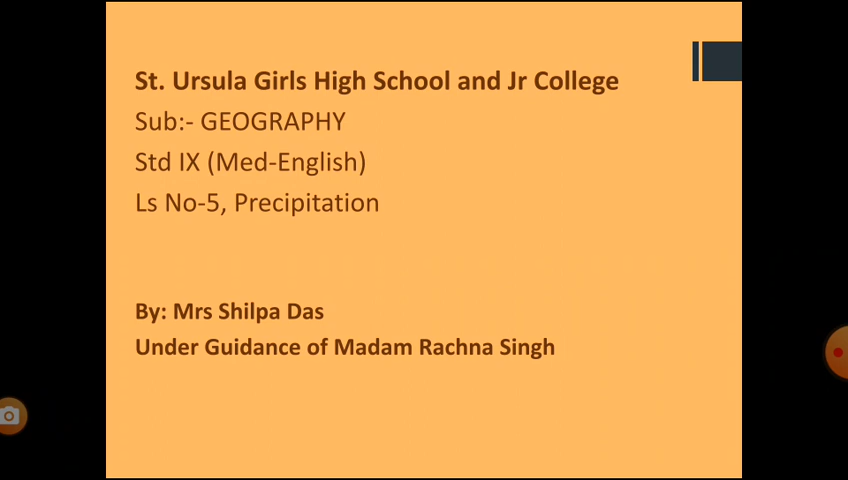 St. Ursula Girls High School and Jr College
Sub:- GEOGRAPHY
Std IX (Med-English)
Ls No-5, Precipitation
By: Mrs Shilpa Das
Under Guidance of Madam Rachna Singh